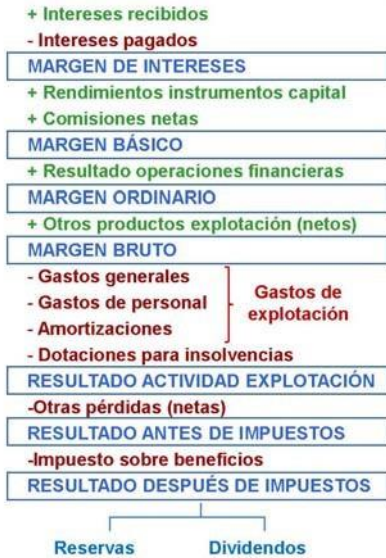 + Intereses recibidos
- Intereses pagados
MARGEN DE INTERESES
+ Rendimientos instrumentos capital
+ Comisiones netas
MARGEN BÁSICO
+ Resultado operaciones financieras
MARGEN ORDINARIO
+ Otros productos explotación (netos)
MARGEN BRUTO
- Gastos generales
- Gastos de personal
- Amortizaciones
Gastos de
explotación
- Dotaciones para insolvencias
RESULTADO ACTIVIDAD EXPLOTACIÓN
-Otras pérdidas (netas)
RESULTADO ANTES DE IMPUESTOS
-Impuesto sobre beneficios
RESULTADO DESPUÉS DE IMPUESTOS
Reservas Dividendos